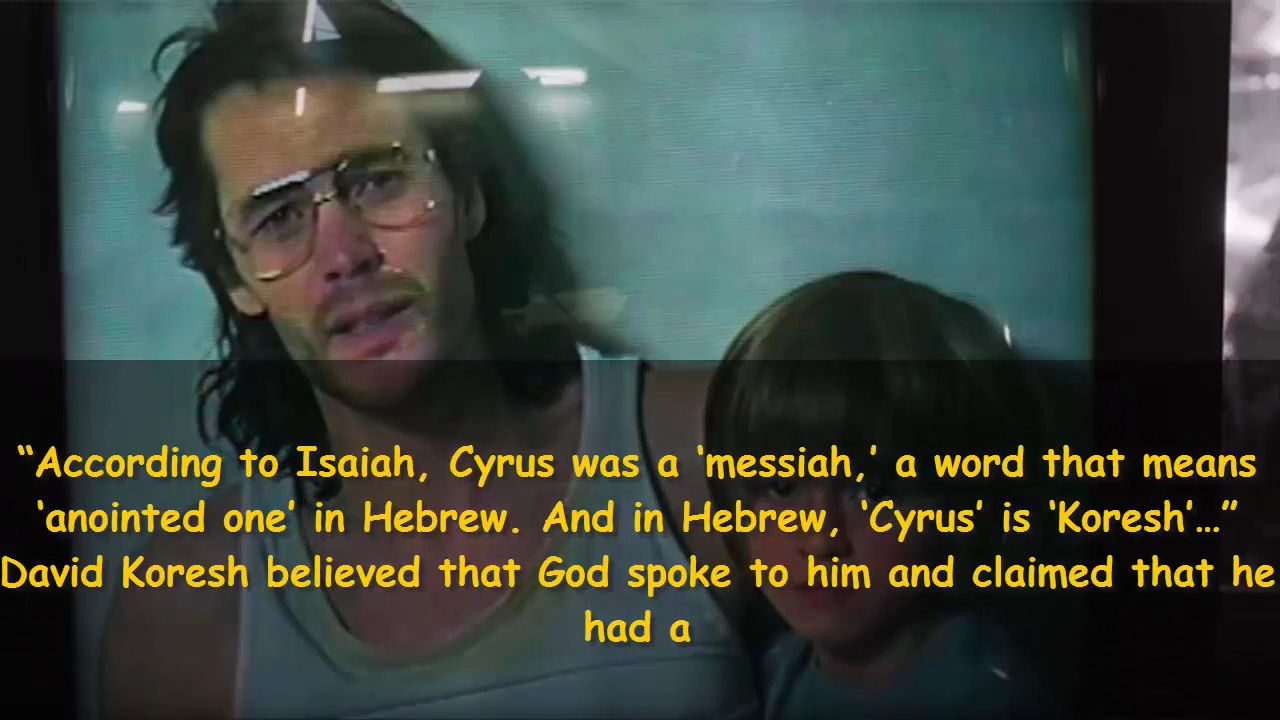 “According to Isaiah, Cyrus was a ‘messiah,’ a word that means
‘anointed one’ in Hebrew. And in Hebrew, ‘Cyrus’ is ‘Koresh’…”
David Koresh believed that God spoke to him and claimed that he
had a